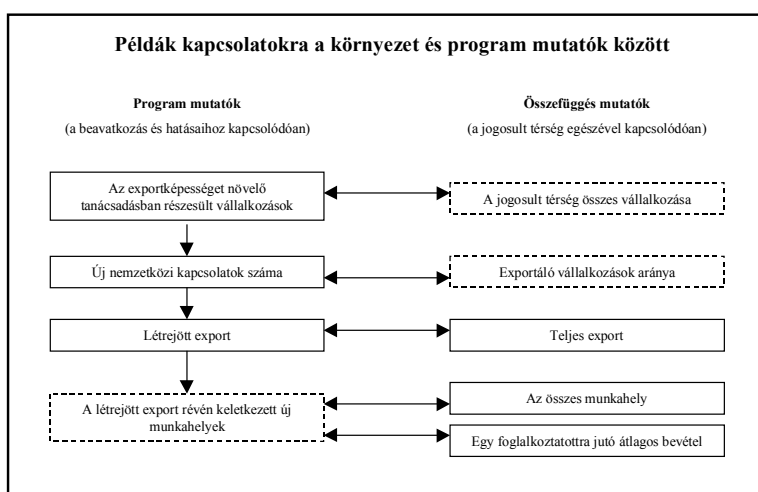 Példák kapcsolatokra a környezet és program mutatók között
Program mutatók
(a beavatkozás és hatásaihoz kapcsolódóan)
Összefüggés mutatók
(a jogosult térség egészével kapcsolódóan)
Az exportképességet növelő
tanácsadásban részesült vállalkozások
A jogosult térség összes vállalkozása
Új nemzetközi kapcsolatok száma
Exportáló vállalkozások aránya
Létrejött export
Teljes export
A létrejött export révén keletkezett új
munkahelyek
Az összes munkahely
Egy foglalkoztatottra jutó átlagos bevétel